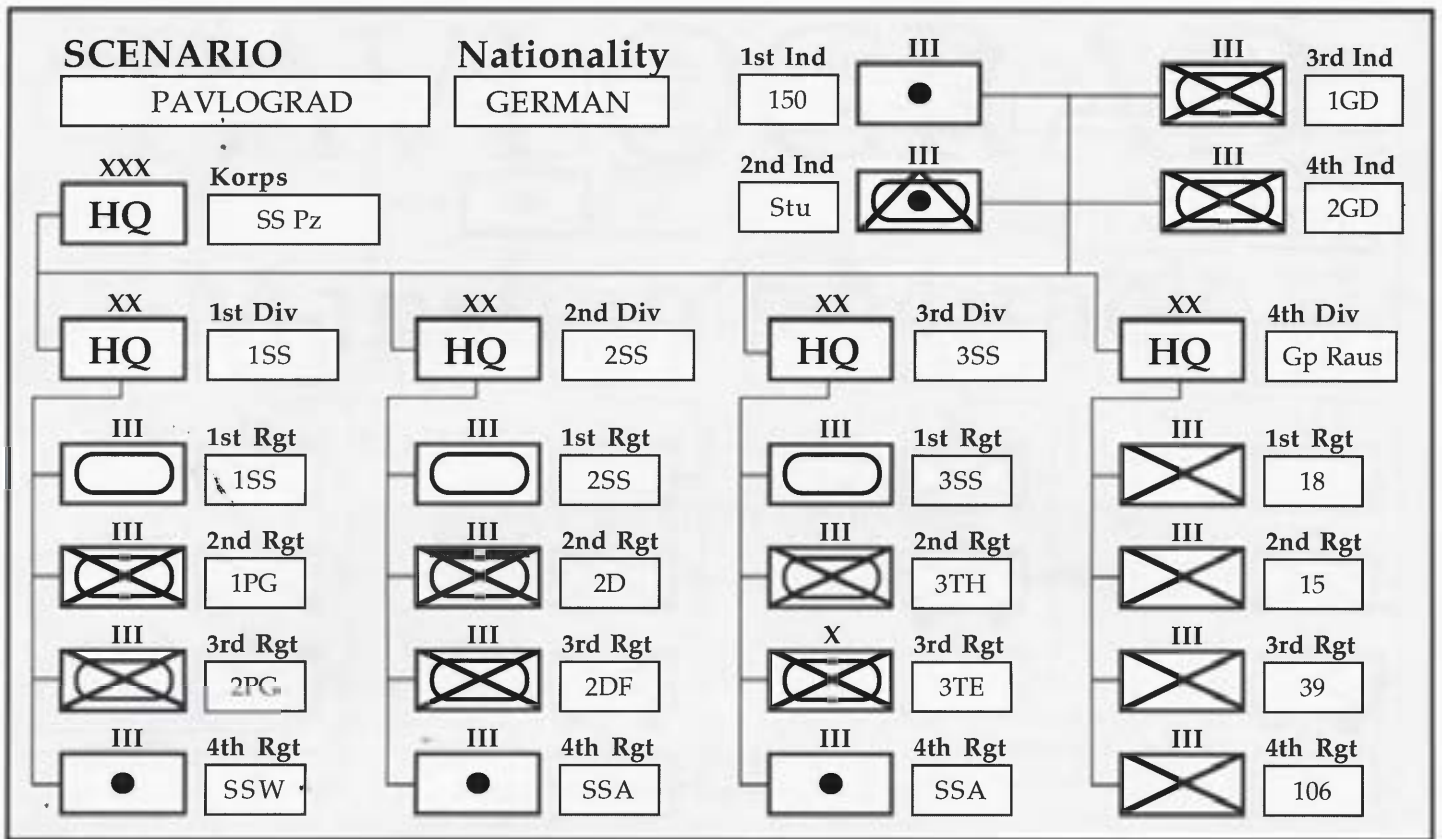 SCENARIO
PAVLOGRAD
Nationality
GERMAN
1st Ind
150
III
III
3rd Ind
1GD
2nd Ind
Stu
III
III
4th Ind
2GD
XXX
HQ
Korps
SS Pz
XX
HQ
1st Div
1SS
XX
HQ
2nd Div
2SS
XX
HQ
3rd Div
3SS
XX
HQ
4th Div
Gp Raus
III
1st Rgt
1SS
III
2nd Rgt
1PG
III
3rd Rgt
2PG
III
4th Rgt
SSW
III
1st Rgt
2SS
III
2nd Rgt
2D
III
3rd Rgt
2DF
III
4th Rgt
SSA
III
1st Rgt
3SS
III
2nd Rgt
3TH
X
3rd Rgt
3TE
III
4th Rgt
SSA
III
1st Rgt
18
III
2nd Rgt
15
III
3rd Rgt
39
III
4th Rgt
106